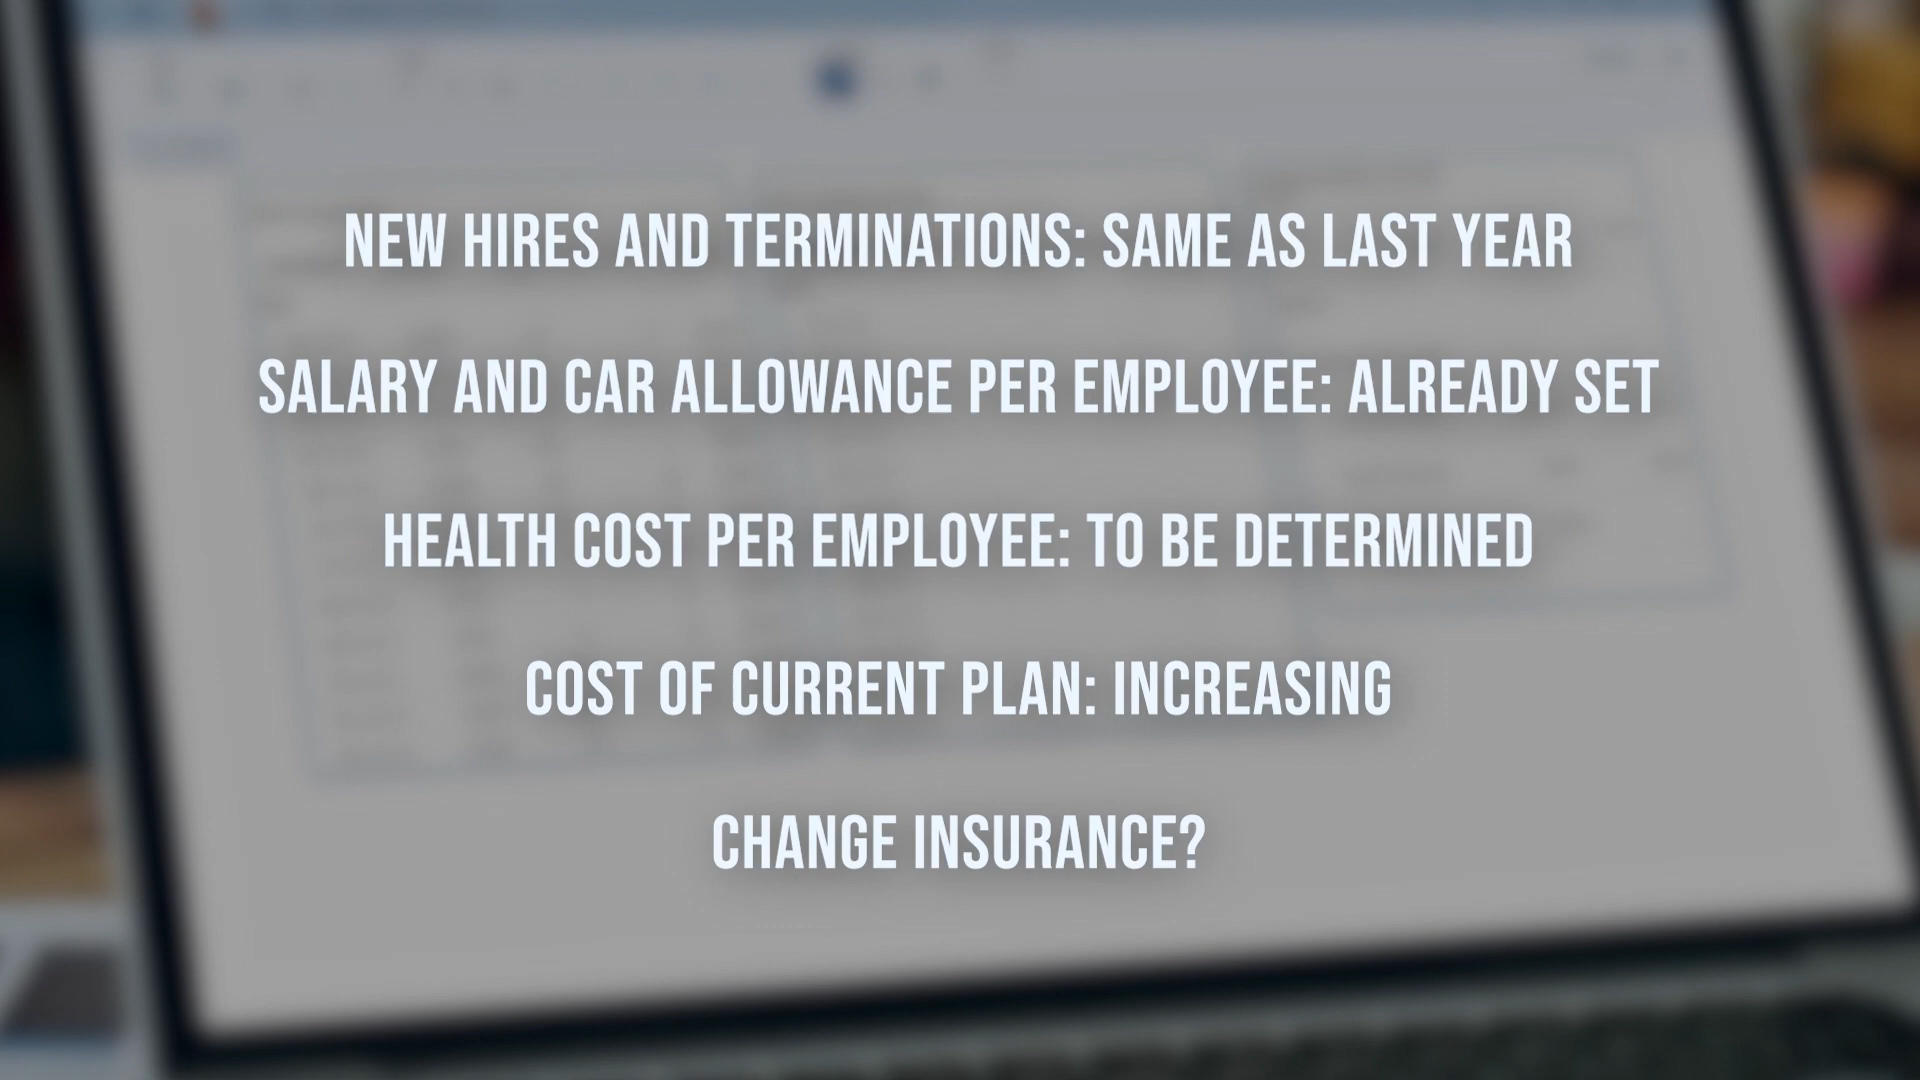 NEW HIRES AND TERMINATIONS: SAME AS LAST YEAR
SALARY AND CAR ALLOWANCE PER EMPLOYEE: ALREADY SET
HEALTH COST PER EMPLOYEE: TO BE DETERMINED
COST OF CURRENT PLAN: INCREASING
CHANGE INSURANCE?